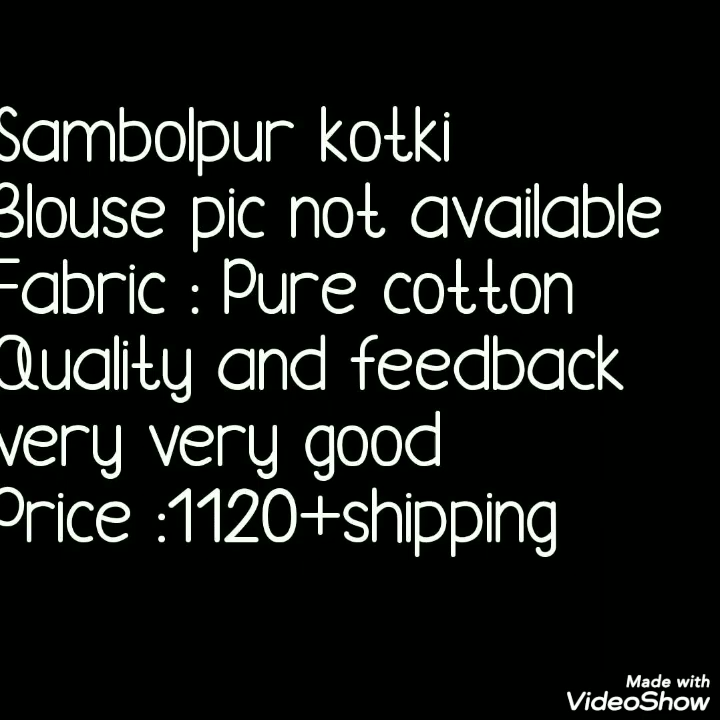 Sambolpur kotki
Blouse pic not available
Fabric : Pure cotton
Quality and feedback
very very good
Price :1120+shipping
Made with
VideoShow